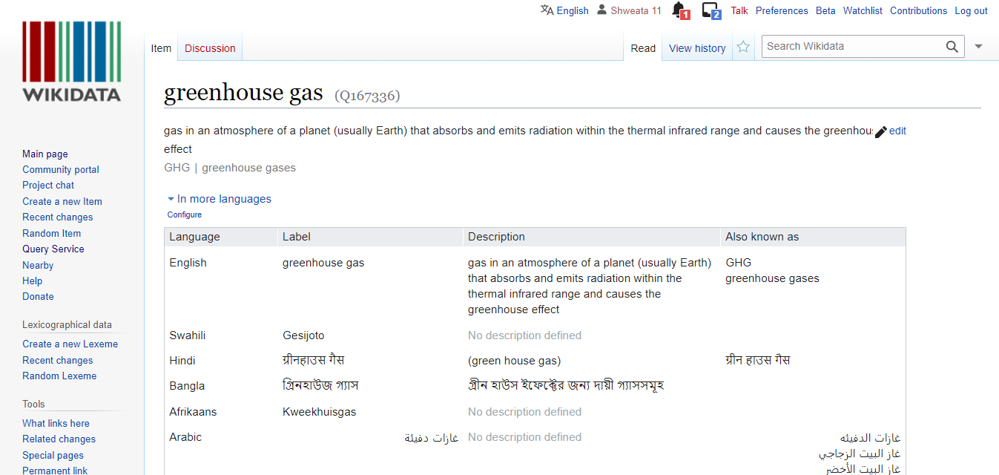 English Shweata 11 1 2 Talk Preferences Beta Watchlist Contributions Log out
WIKIDATA
Item Discussion Read View history Search Wikidata
greenhouse gas (Q167336)
gas in an atmosphere of a planet (usually Earth) that absorbs and emits radiation within the thermal infrared range and causes the edit
effect
GHG | greenhouse gases
In more languages
Configure
Main page
Community portal
Project chat
Create a new Item
Recent changes
Random Item
Query Service
Nearby
Help
Donate
Lexicographical data
Create a new Lexeme
Recent changes
Random Lexeme
Tools
What links here
Related changes
Special pages
Permanent link
Language Label Description Also known as
English greenhouse gas gas in an atmosphere of a planet (usually Earth) GHG
that absorbs and emits radiation within the greenhouse gases
thermal infrared range and causes the
greenhouse effect
Swahili Gesijoto No description defined
Hindi ग्रीनहाउस गैस (green house gas) ग्रीन हाउस गैस
Bangla গ্রিনহাউজ গ্যাস গ্রীন হাউস ইফেক্টের জন্য দায়ী গ্যাসসমূহ
Afrikaans Kweekhuisgas No description defined
Arabic غازات دفيئة No description defined غازات الدفيئه
غاز البيت الزجاجي
غاز البيت الأخضر